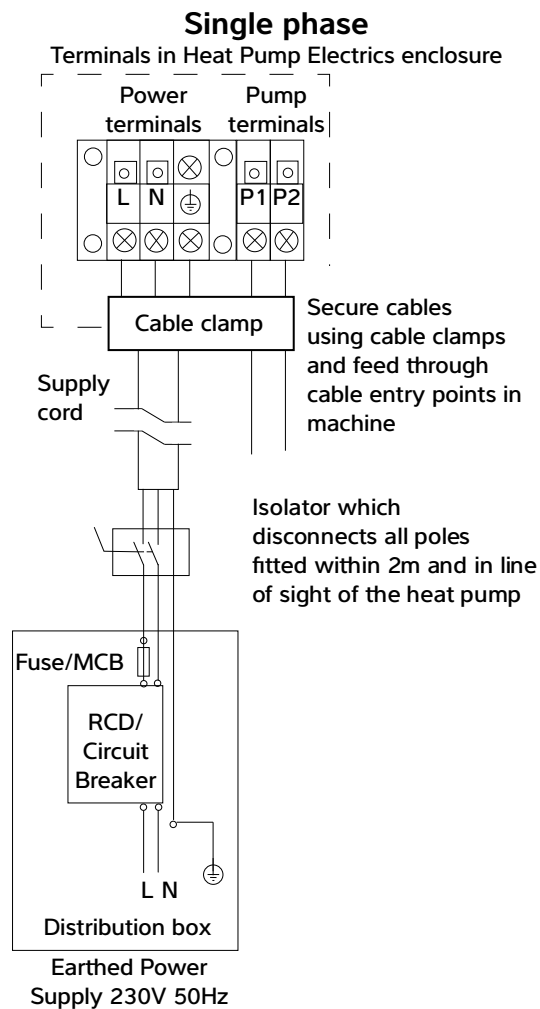 Single phase
Terminals in Heat Pump Electrics enclosure
Power
terminals
Pump
terminals
L N P1 P2
Cable clamp
Secure cables
using cable clamps
and feed through
cable entry points in
machine
Supply
cord
Isolator which
disconnects all poles
fitted within 2m and in line
of sight of the heat pump
Fuse/MCB
RCD/
Circuit
Breaker
L N
Distribution box
Earthed Power
Supply 230V 50Hz